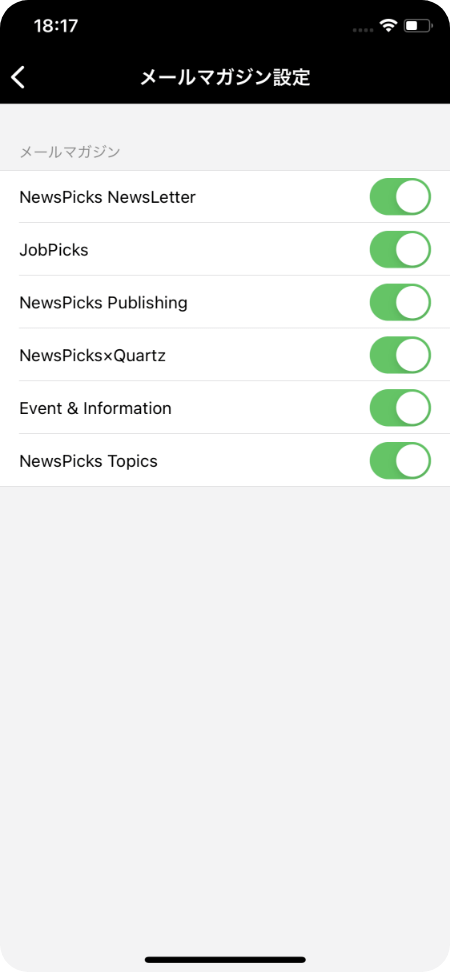 18:17
メールマガジン設定
メールマガジン
NewsPicks NewsLetter
JobPicks
NewsPicks Publishing
NewsPicks×Quartz
Event & Information
NewsPicks Topics